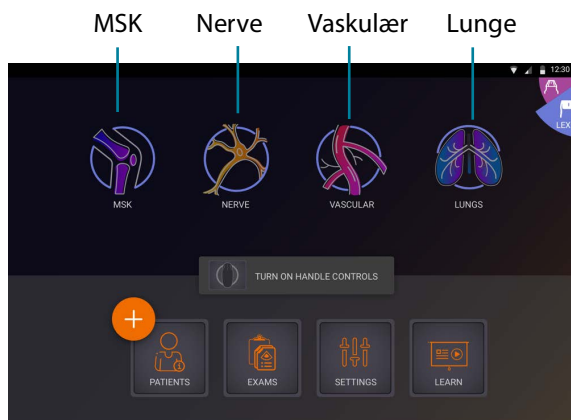 MSK Nerve Vaskulær Lunge
12:30
LEX
MSK NERVE VASCULAR LUNGS
TURN ON HANDLE CONTROLS
PATIENTS EXAMS SETTINGS LEARN